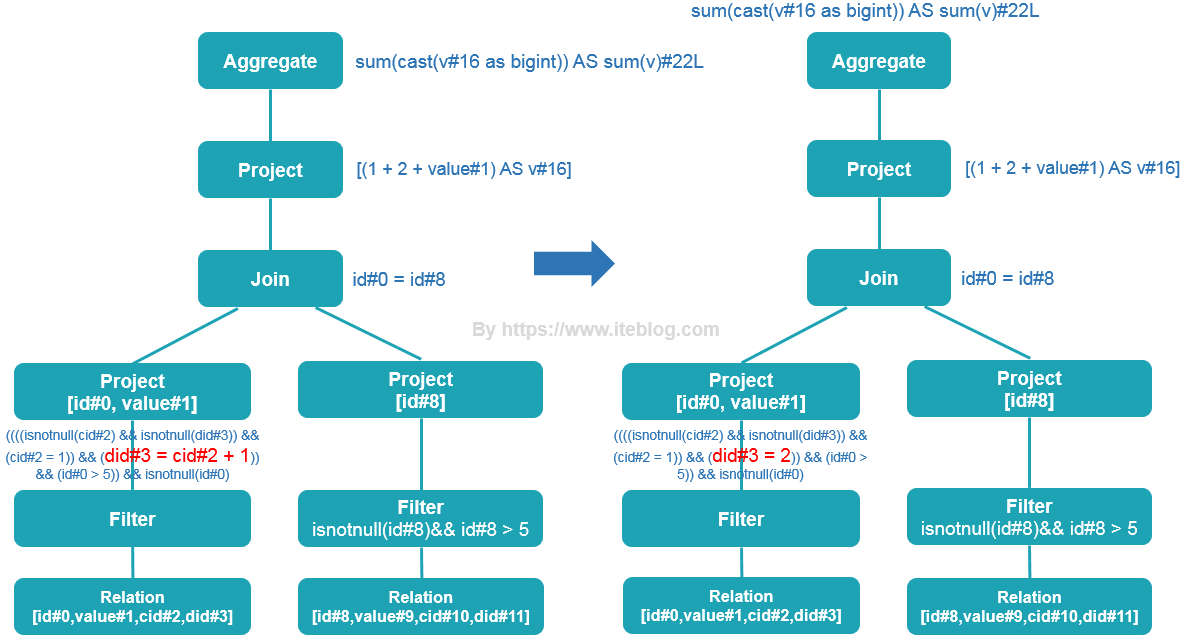 sum(cast(v#16 as bigint)) AS sum(v)#22L
Aggregate
sum(cast(v#16 as bigint)) AS sum(v)#22L
Aggregate
Project
[(1 + 2 + value#1) AS v#16]
Project
[(1 + 2 + value#1) AS v#16]
Join
id#0 = id#8
Join
id#0 = id#8
By https://www.iteblog.com
Project
[id#0, value#1]
Project
[id#8]
Project
[id#0, value#1]
Project
[id#8]
((((isnotnull(cid#2) && isnotnull(did#3)) &&
(cid#2 = 1)) && (did#3 = cid#2 + 1))
&& (id#0 > 5)) && isnotnull(id#0)
((((isnotnull(cid#2) && isnotnull(did#3)) &&
(cid#2 = 1)) && (did#3 = 2)) && (id#0 >
5)) && isnotnull(id#0)
Filter
Filter
isnotnull(id#8)&& id#8 > 5
Filter
Filter
isnotnull(id#8)&& id#8 > 5
Relation
[id#0,value#1,cid#2,did#3]
Relation
[id#8,value#9,cid#10,did#11]
Relation
[id#0,value#1,cid#2,did#3]
Relation
[id#8,value#9,cid#10,did#11]